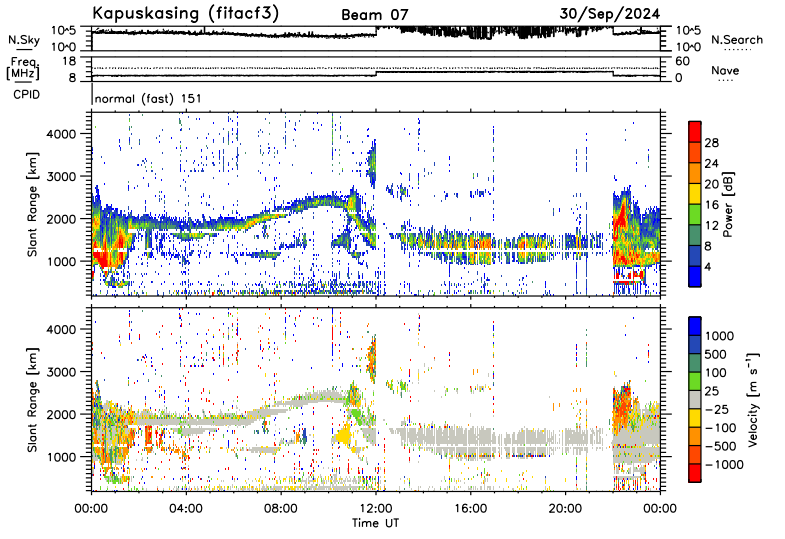 Kapuskasing (fitacf3) Beam 07 30/Sep/2024
N.Sky 10^5 10^0 10^5 10^0 N.Search
Freq. [MHz] 18 8 60 0 Nave
CPID normal (fast) 151
Slant Range [km] 4000 3000 2000 1000
Power [dB] 28 24 20 16 12 8 4
Slant Range [km] 4000 3000 2000 1000
Velocity [m s⁻¹] 1000 500 100 25 −25 −100 −500 −1000
00:00 04:00 08:00 12:00 16:00 20:00 00:00
Time UT